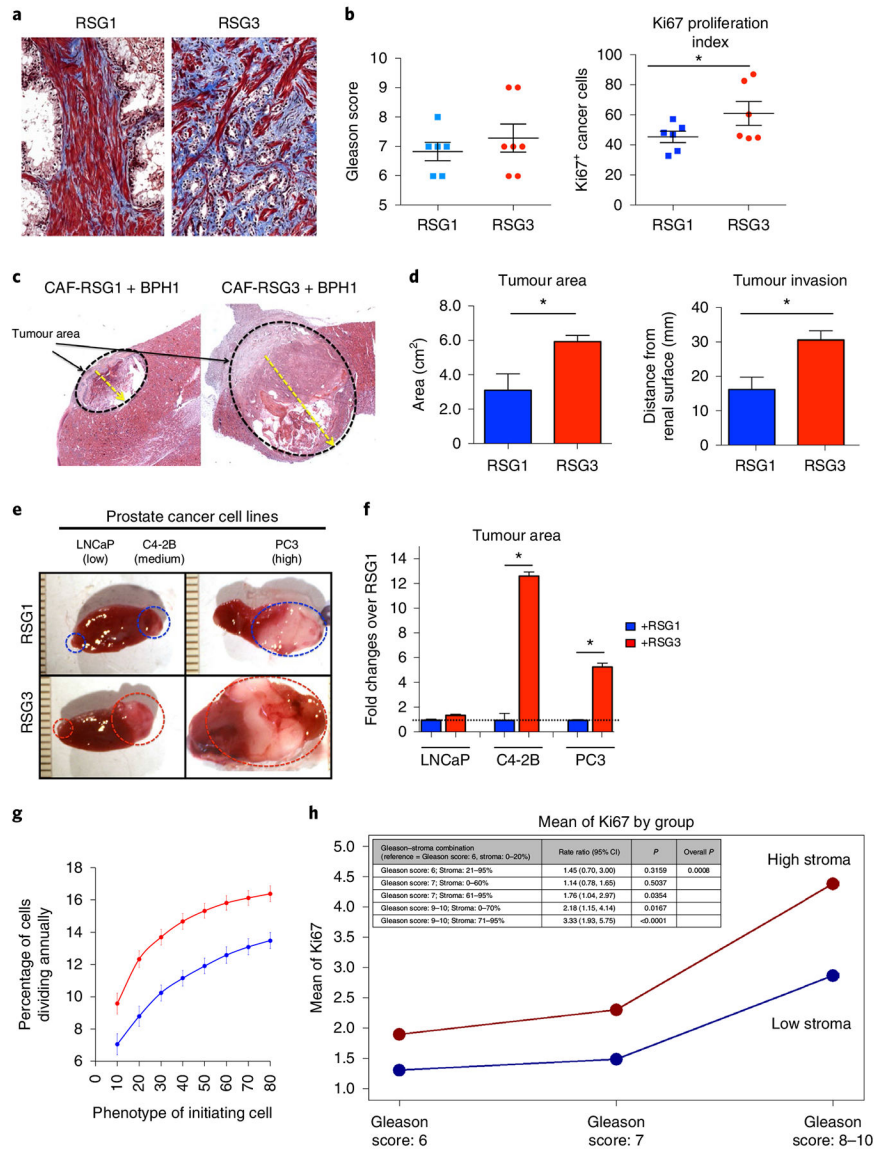 a
RSG1
RSG3
b
Gleason score
10
9
8
7
6
5
RSG1
RSG3
Ki67 proliferation
index
*
Ki67+ cancer cells
100
80
60
40
20
0
RSG1
RSG3
c
CAF-RSG1 + BPH1
CAF-RSG3 + BPH1
Tumour area
d
Tumour area
*
Area (cm²)
6.0
4.0
2.0
0
RSG1
RSG3
Tumour invasion
*
Distance from
renal surface (mm)
40
30
20
10
0
RSG1
RSG3
e
Prostate cancer cell lines
LNCaP
(low)
C4-2B
(medium)
PC3
(high)
RSG1
RSG3
f
Tumour area
Fold changes over RSG1
14
12
10
8
6
4
2
0
*
*
+RSG1
+RSG3
LNCaP
C4-2B
PC3
g
Percentage of cells
dividing annually
18
16
14
12
10
8
6
0 10 20 30 40 50 60 70 80
Phenotype of initiating cell
h
Mean of Ki67 by group
Mean of Ki67
5.0
4.5
4.0
3.5
3.0
2.5
2.0
1.5
1.0
Gleason–stroma combination
(reference = Gleason score: 6, stroma: 0–20%)
Rate ratio (95% CI)
P
Overall P
Gleason score: 6; Stroma: 21–95% 1.45 (0.70, 3.00) 0.3159 0.0008
Gleason score: 7; Stroma: 0–60% 1.14 (0.78, 1.65) 0.5037
Gleason score: 7; Stroma: 61–95% 1.76 (1.04, 2.97) 0.0354
Gleason score: 9–10; Stroma: 0–70% 2.18 (1.15, 4.14) 0.0167
Gleason score: 9–10; Stroma: 71–95% 3.33 (1.93, 5.75) <0.0001
High stroma
Low stroma
Gleason
score: 6
Gleason
score: 7
Gleason
score: 8–10